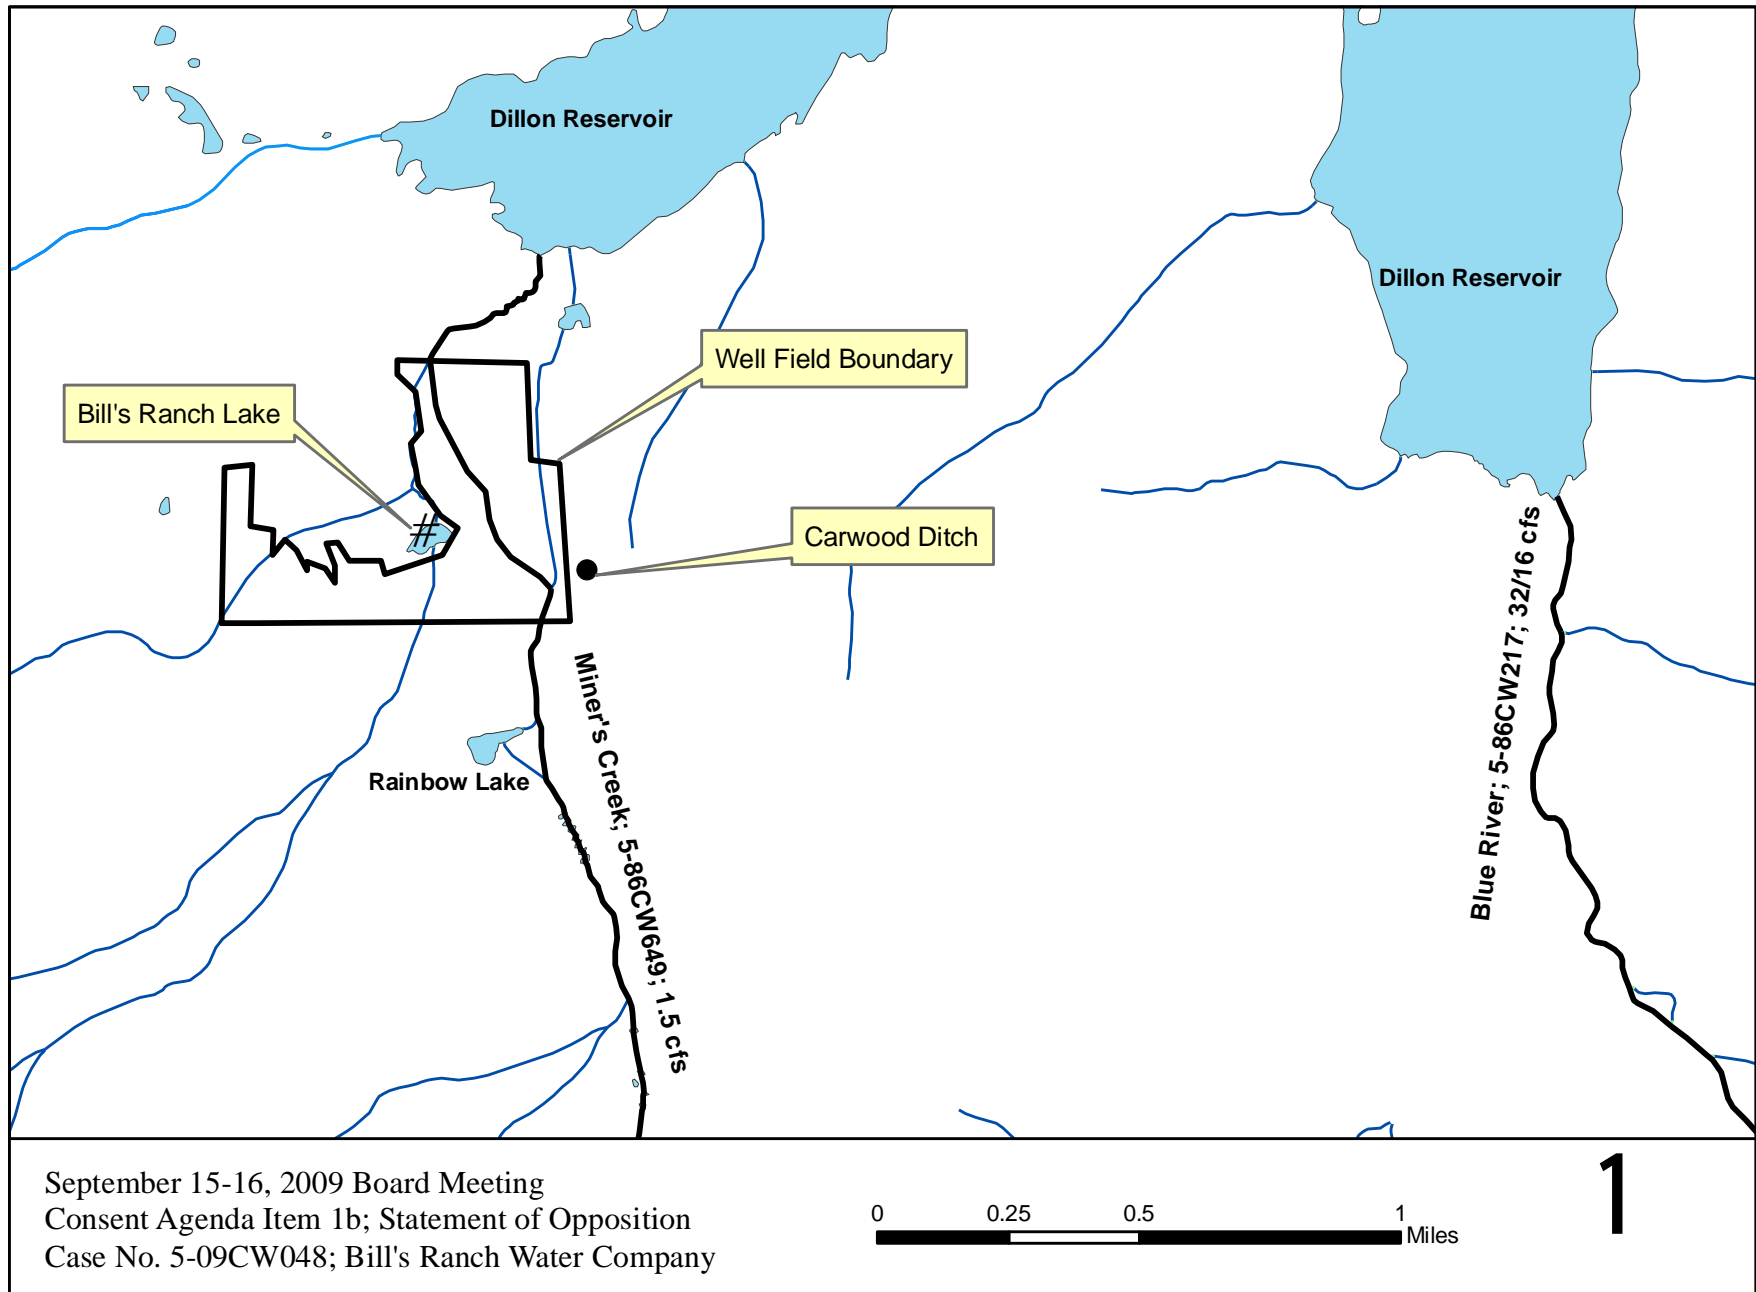 Dillon Reservoir
Dillon Reservoir
Well Field Boundary
Bill's Ranch Lake
#
Carwood Ditch
Miner's Creek; 5-86CW649; 1.5 cfs
Blue River; 5-86CW217; 32/16 cfs
Rainbow Lake
September 15-16, 2009 Board Meeting
Consent Agenda Item 1b; Statement of Opposition
Case No. 5-09CW048; Bill's Ranch Water Company
0 0.25 0.5 1
Miles
1